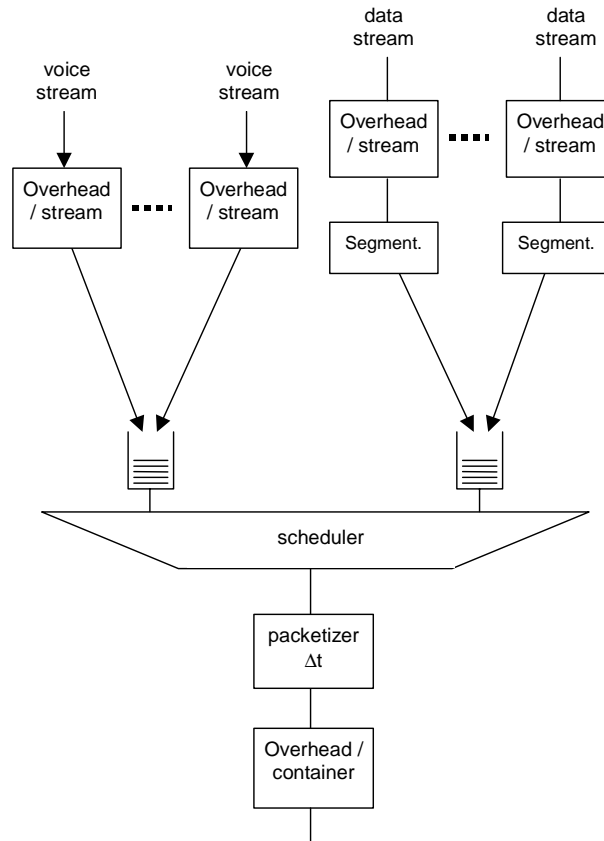 voice
stream
voice
stream
data
stream
data
stream
Overhead
/ stream
Overhead
/ stream
Overhead
/ stream
Overhead
/ stream
Segment.
Segment.
scheduler
packetizer
Δt
Overhead /
container